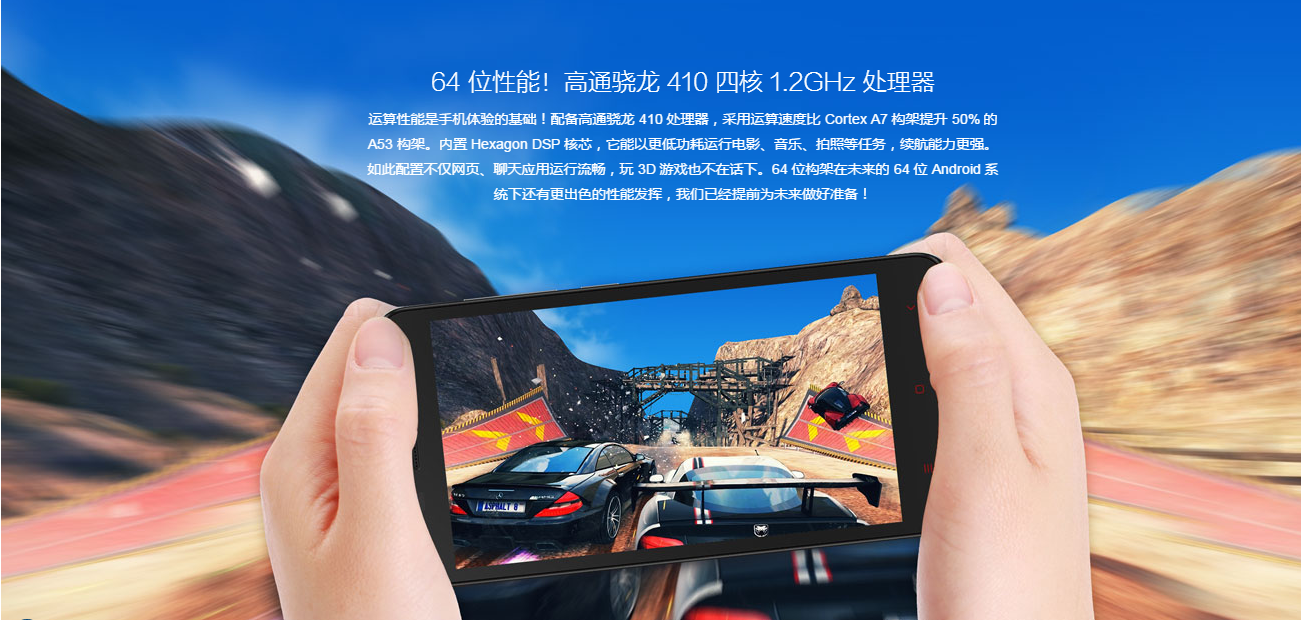 64 位性能！高通骁龙 410 四核 1.2GHz 处理器
运算性能是手机体验的基础！配备高通骁龙 410 处理器，采用运算速度比 Cortex A7 构架提升 50% 的
A53 构架。内置 Hexagon DSP 核芯，它能以更低功耗运行电影、音乐、拍照等任务，续航能力更强。
如此配置不仅网页、聊天应用运行流畅，玩 3D 游戏也不在话下。64 位构架在未来的 64 位 Android 系
统下还有更出色的性能发挥，我们已经提前为未来做好准备！
ASPHALT 8